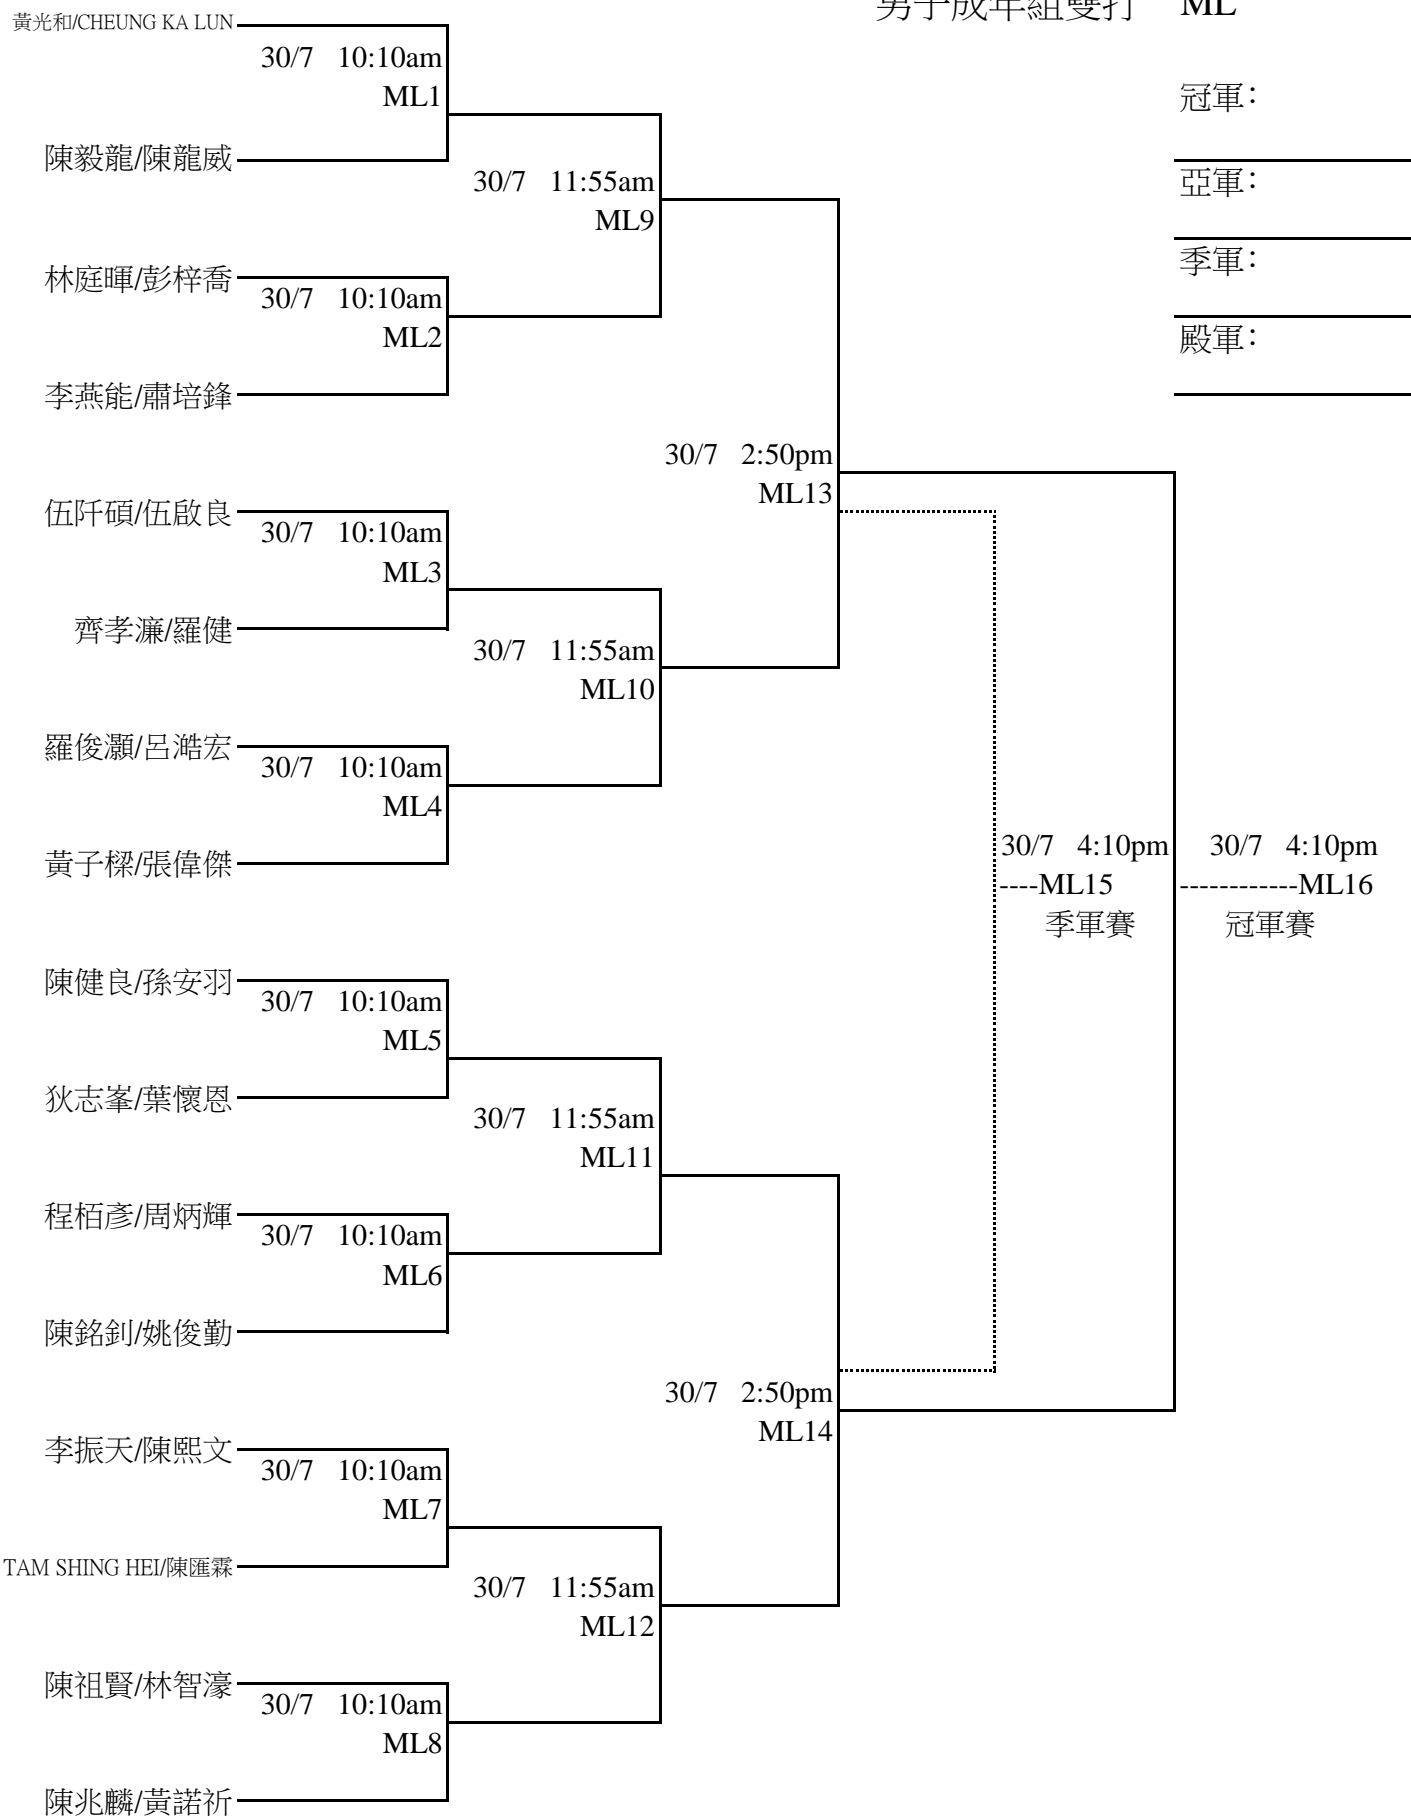 男子成年組雙打 ML
冠軍：
亞軍：
季軍：
殿軍：
黃光和/CHEUNG KA LUN
30/7 10:10am
ML1
陳毅龍/陳龍威
30/7 11:55am
ML9
林庭暉/彭梓喬
30/7 10:10am
ML2
李燕能/肅培鋒
30/7 2:50pm
ML13
伍阡碩/伍啟良
30/7 10:10am
ML3
齊孝濂/羅健
30/7 11:55am
ML10
羅俊灝/呂澔宏
30/7 10:10am
ML4
黃子樑/張偉傑
30/7 4:10pm
----ML15
季軍賽
30/7 4:10pm
------------ML16
冠軍賽
陳健良/孫安羽
30/7 10:10am
ML5
狄志峯/葉懷恩
30/7 11:55am
ML11
程栢彥/周炳輝
30/7 10:10am
ML6
陳銘釗/姚俊勤
30/7 2:50pm
ML14
李振天/陳熙文
30/7 10:10am
ML7
TAM SHING HEI/陳匯霖
30/7 11:55am
ML12
陳祖賢/林智濠
30/7 10:10am
ML8
陳兆麟/黃諾祈